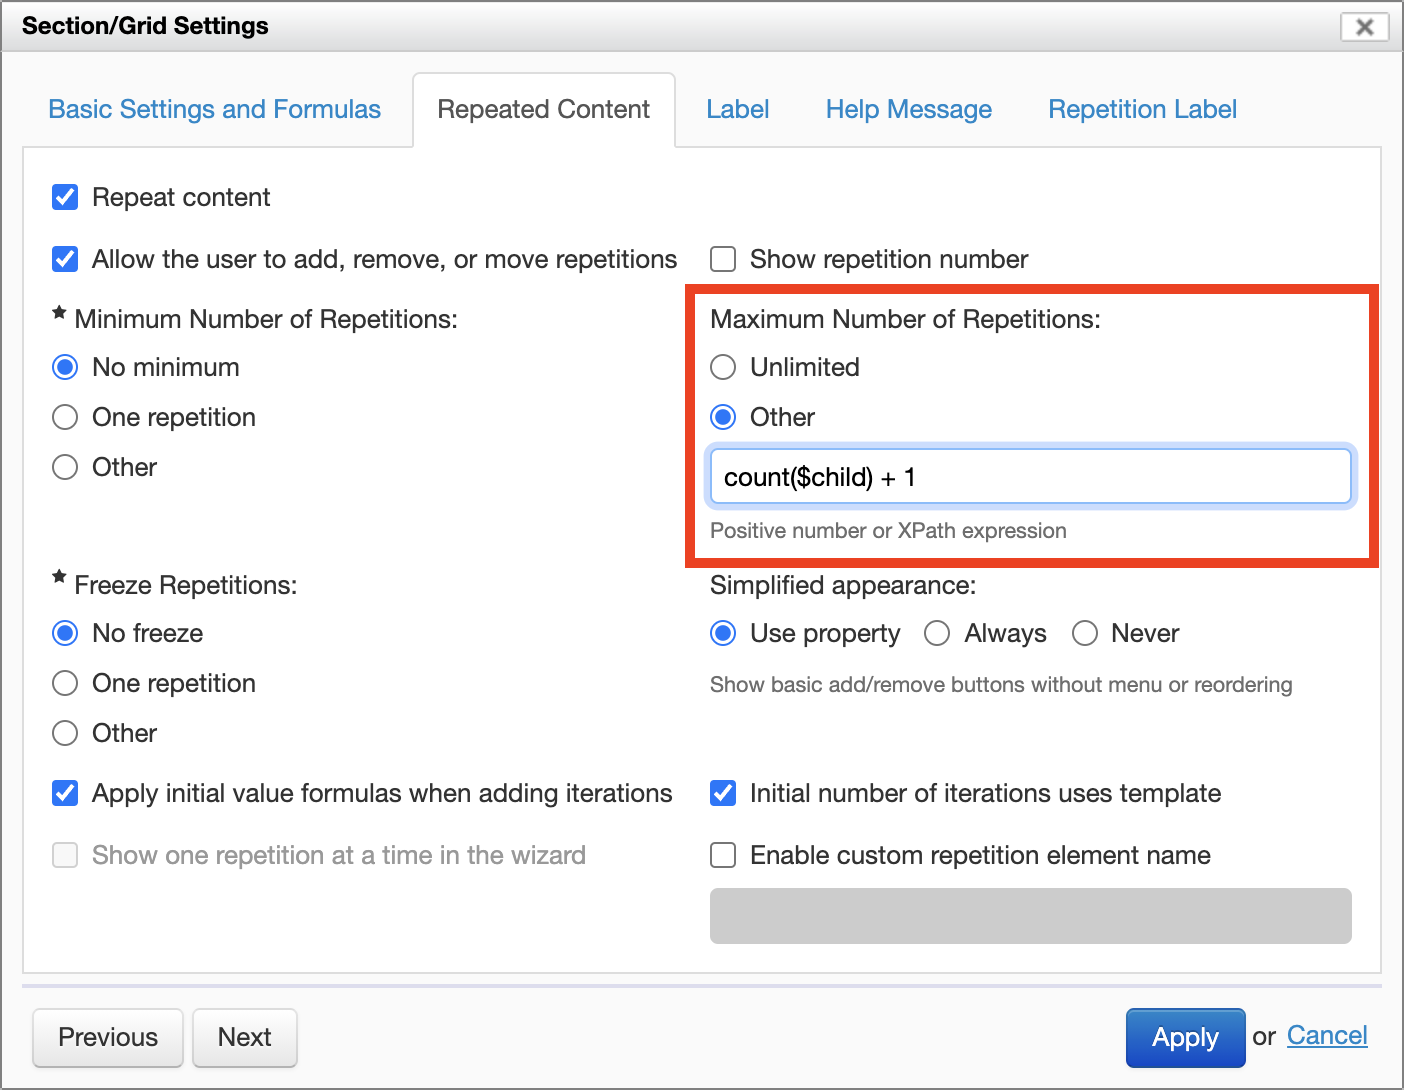 Section/Grid Settings
Basic Settings and Formulas
Repeated Content
Label
Help Message
Repetition Label
Repeat content
Allow the user to add, remove, or move repetitions
Show repetition number
★ Minimum Number of Repetitions:
No minimum
One repetition
Other
Maximum Number of Repetitions:
Unlimited
Other
count($child) + 1
Positive number or XPath expression
★ Freeze Repetitions:
No freeze
One repetition
Other
Simplified appearance:
Use property
Always
Never
Show basic add/remove buttons without menu or reordering
Apply initial value formulas when adding iterations
Initial number of iterations uses template
Show one repetition at a time in the wizard
Enable custom repetition element name
Previous
Next
Apply
or
Cancel